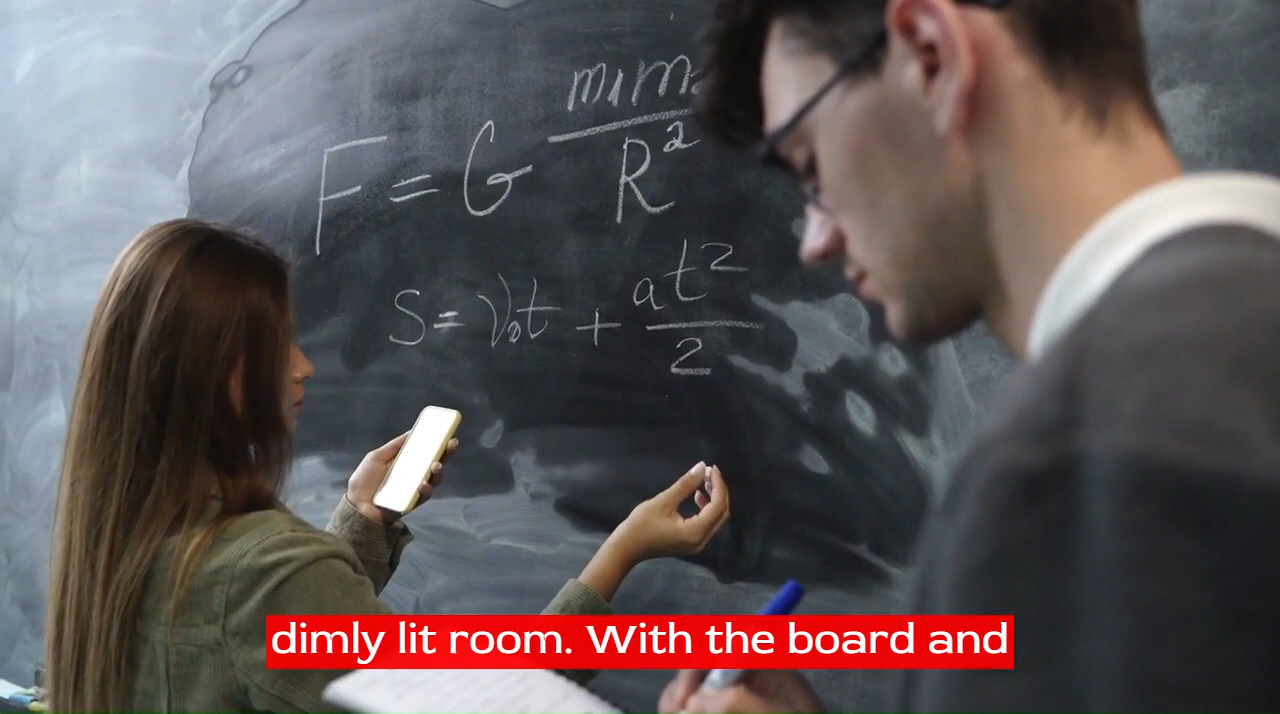 F = G m₁m₂/R²
S = V₀t + at²/2
dimly lit room. With the board and